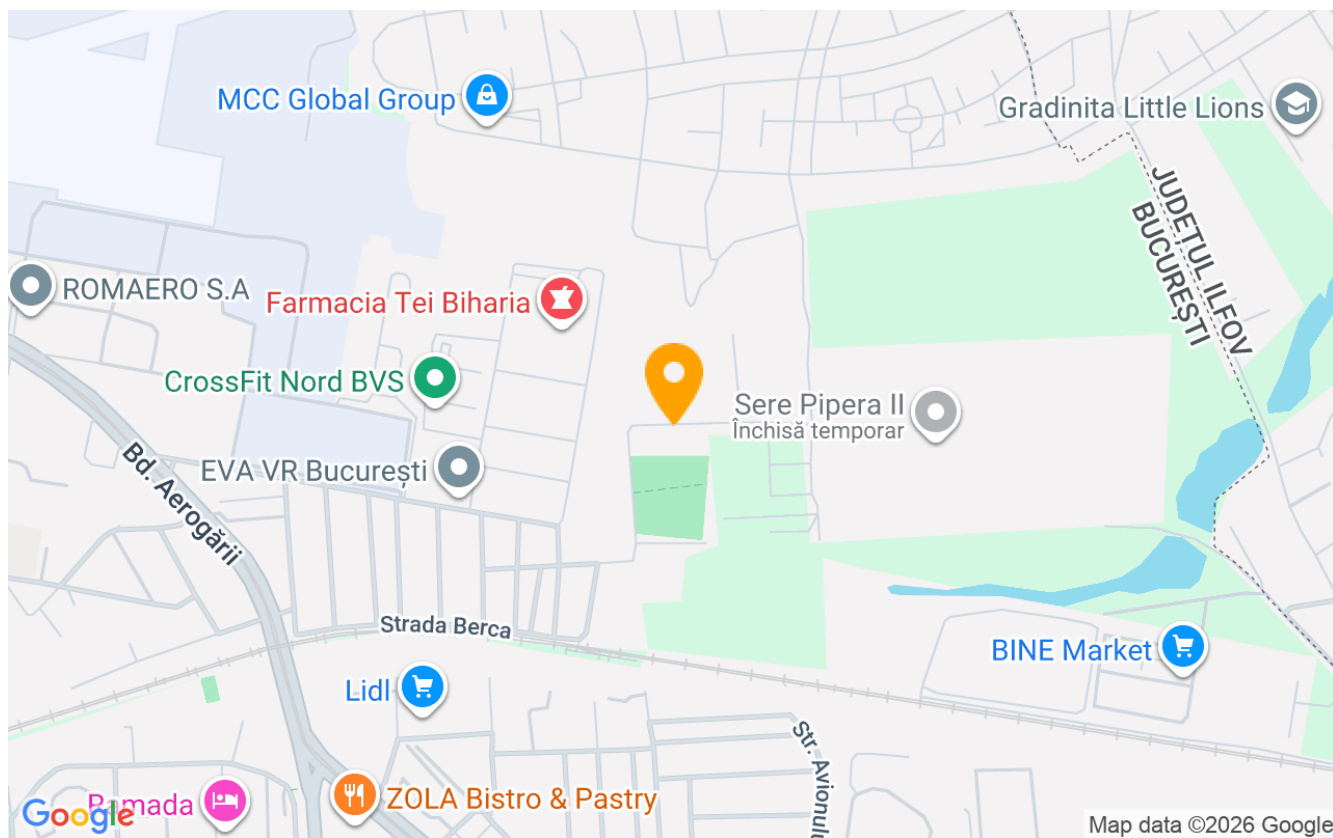 MCC Global Group
Gradinita Little Lions
JUDEȚUL ILFOV
BUCUREȘTI
ROMAERO S.A
Farmacia Tei Biharia
CrossFit Nord BVS
Sere Pipera II
Închisă temporar
EVA VR București
Bd. Aerogării
Strada Berca
BINE Market
Lidl
Str. Avionului
ZOLA Bistro & Pastry
Ramada
Google
Map data ©2026 Google